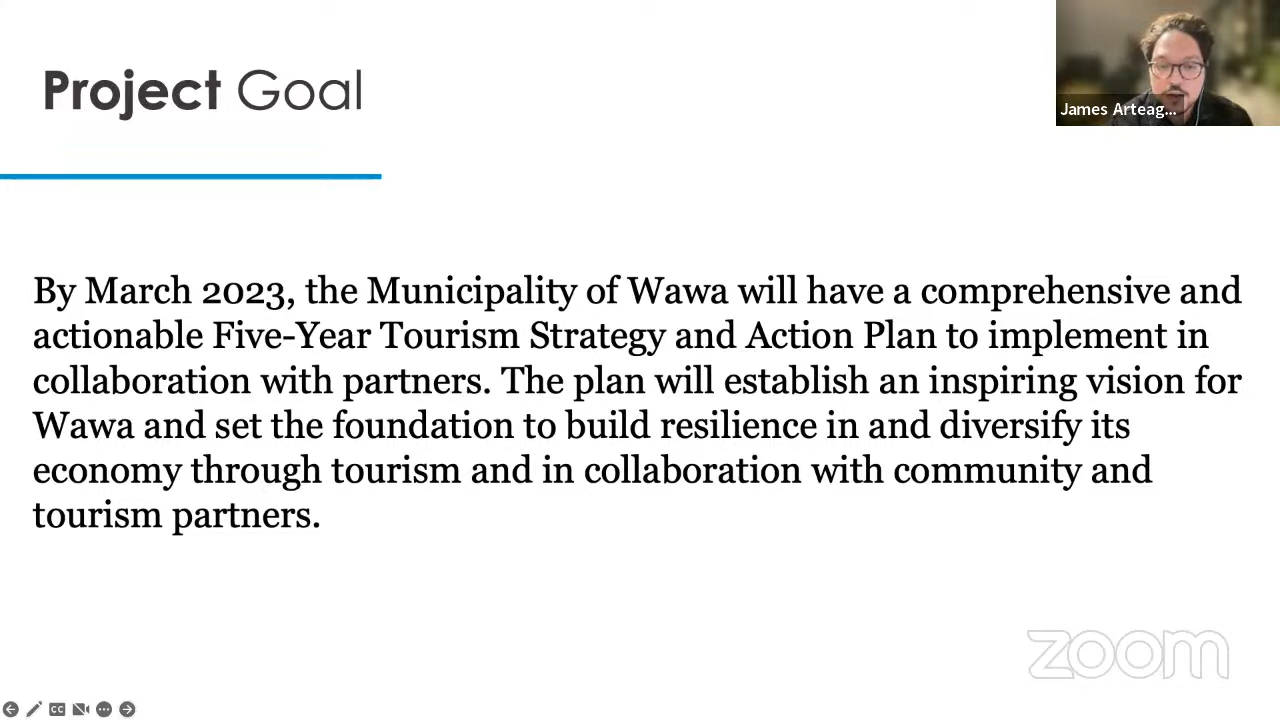 Project Goal
James Arteag...
By March 2023, the Municipality of Wawa will have a comprehensive and
actionable Five-Year Tourism Strategy and Action Plan to implement in
collaboration with partners. The plan will establish an inspiring vision for
Wawa and set the foundation to build resilience in and diversify its
economy through tourism and in collaboration with community and
tourism partners.
zoom
CC